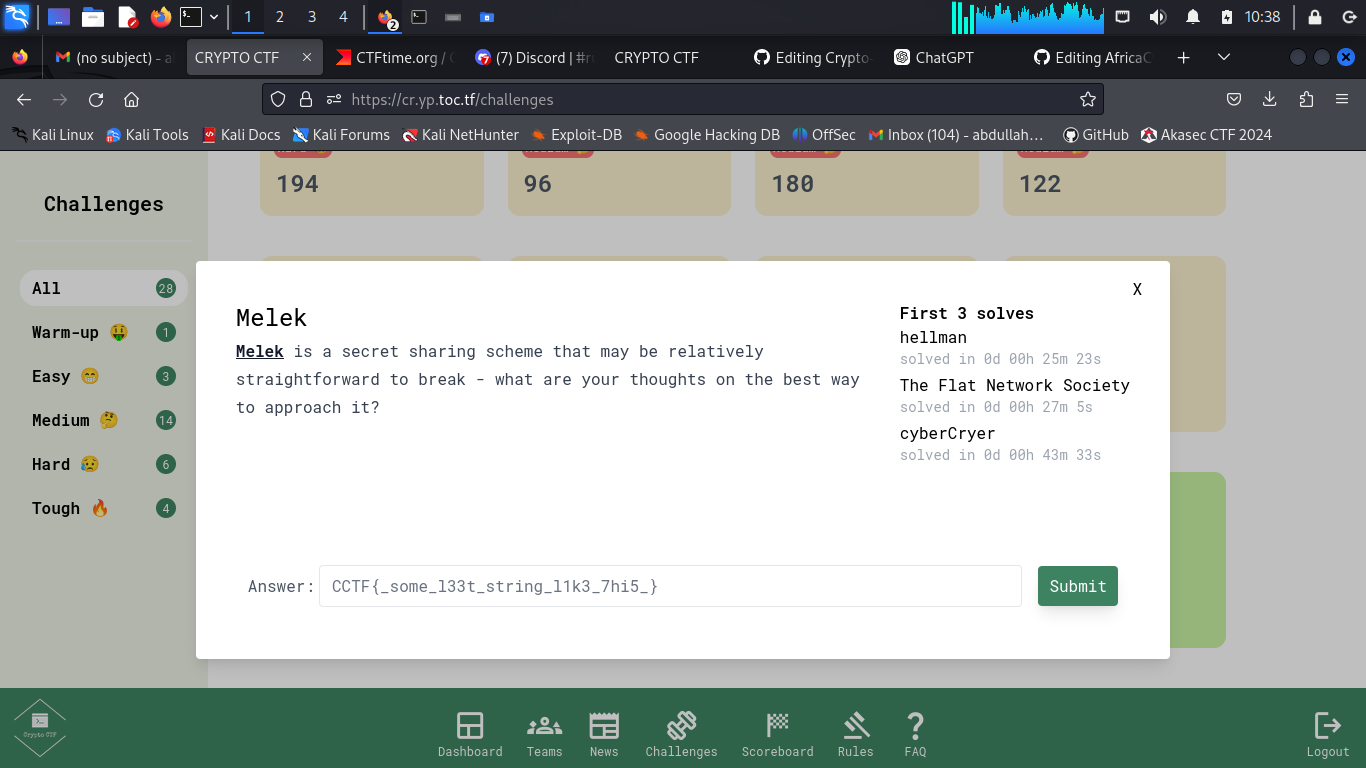 1 2 3 4 2 10:38
(no subject) - a CRYPTO CTF × CTFtime.org / (7) Discord | #r CRYPTO CTF Editing Crypto- ChatGPT Editing AfricaC
https://cr.yp.toc.tf/challenges
Kali Linux Kali Tools Kali Docs Kali Forums Kali NetHunter Exploit-DB Google Hacking DB OffSec Inbox (104) - abdullah… GitHub Akasec CTF 2024
194 96 180 122
Challenges
All 28
Warm-up 🤑 1
Easy 😁 3
Medium 🤔 14
Hard 😥 6
Tough 🔥 4
X
Melek
Melek is a secret sharing scheme that may be relatively
straightforward to break - what are your thoughts on the best way
to approach it?
First 3 solves
hellman
solved in 0d 00h 25m 23s
The Flat Network Society
solved in 0d 00h 27m 5s
cyberCryer
solved in 0d 00h 43m 33s
Answer: CCTF{_some_l33t_string_l1k3_7hi5_} Submit
Crypto CTF
Dashboard Teams News Challenges Scoreboard Rules FAQ Logout